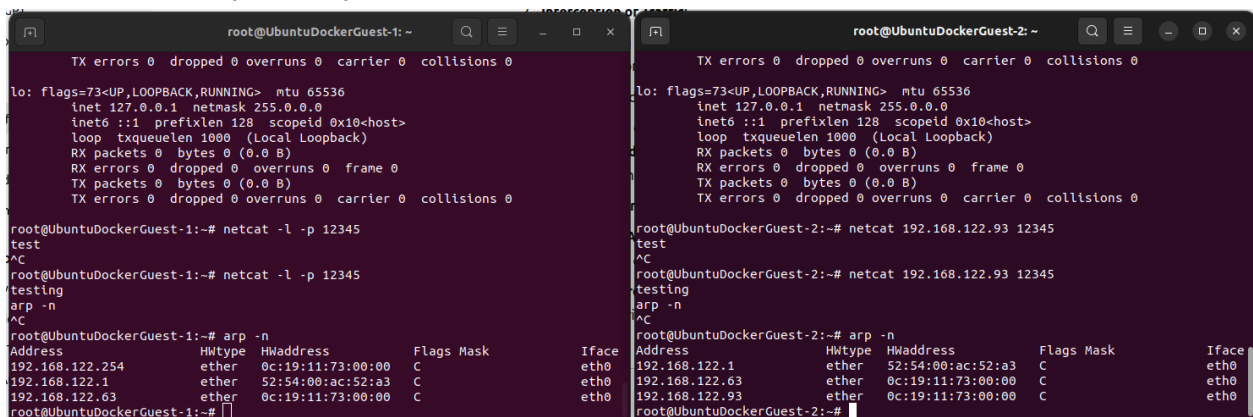 root@UbuntuDockerGuest-1: ~
TX errors 0  dropped 0 overruns 0  carrier 0  collisions 0
lo: flags=73<UP,LOOPBACK,RUNNING>  mtu 65536
inet 127.0.0.1  netmask 255.0.0.0
inet6 ::1  prefixlen 128  scopeid 0x10<host>
loop  txqueuelen 1000  (Local Loopback)
RX packets 0  bytes 0 (0.0 B)
RX errors 0  dropped 0  overruns 0  frame 0
TX packets 0  bytes 0 (0.0 B)
TX errors 0  dropped 0 overruns 0  carrier 0  collisions 0
root@UbuntuDockerGuest-1:~# netcat -l -p 12345
test
^C
root@UbuntuDockerGuest-1:~# netcat -l -p 12345
testing
arp -n
^C
root@UbuntuDockerGuest-1:~# arp -n
Address HWtype HWaddress Flags Mask Iface
192.168.122.254 ether 0c:19:11:73:00:00 C eth0
192.168.122.1 ether 52:54:00:ac:52:a3 C eth0
192.168.122.63 ether 0c:19:11:73:00:00 C eth0
root@UbuntuDockerGuest-1:~#
root@UbuntuDockerGuest-2: ~
TX errors 0  dropped 0 overruns 0  carrier 0  collisions 0
lo: flags=73<UP,LOOPBACK,RUNNING>  mtu 65536
inet 127.0.0.1  netmask 255.0.0.0
inet6 ::1  prefixlen 128  scopeid 0x10<host>
loop  txqueuelen 1000  (Local Loopback)
RX packets 0  bytes 0 (0.0 B)
RX errors 0  dropped 0  overruns 0  frame 0
TX packets 0  bytes 0 (0.0 B)
TX errors 0  dropped 0 overruns 0  carrier 0  collisions 0
root@UbuntuDockerGuest-2:~# netcat 192.168.122.93 12345
test
^C
root@UbuntuDockerGuest-2:~# netcat 192.168.122.93 12345
testing
arp -n
^C
root@UbuntuDockerGuest-2:~# arp -n
Address HWtype HWaddress Flags Mask Iface
192.168.122.1 ether 52:54:00:ac:52:a3 C eth0
192.168.122.63 ether 0c:19:11:73:00:00 C eth0
192.168.122.93 ether 0c:19:11:73:00:00 C eth0
root@UbuntuDockerGuest-2:~#